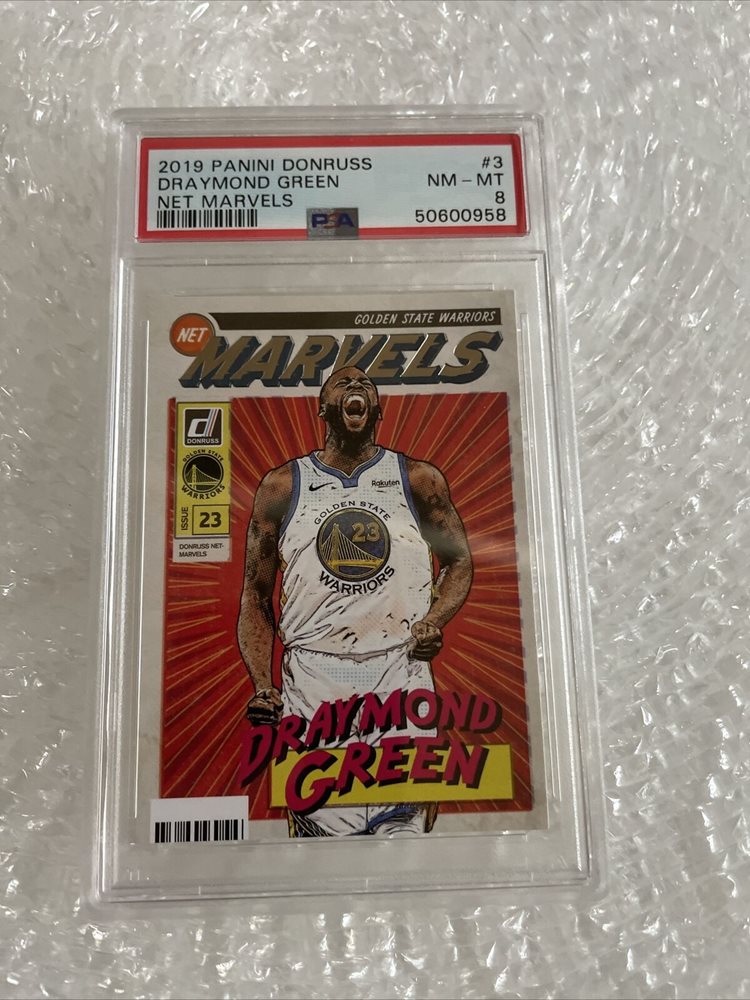 2019 PANINI DONRUSS #3
DRAYMOND GREEN NM - MT
NET MARVELS 8
PSA 50600958
GOLDEN STATE WARRIORS
NET
MARVELS
DONRUSS
GOLDEN STATE
WARRIORS
ISSUE 23
DONRUSS NET-
MARVELS
Rakuten
GOLDEN STATE
23
WARRIORS
DRAYMOND
GREEN